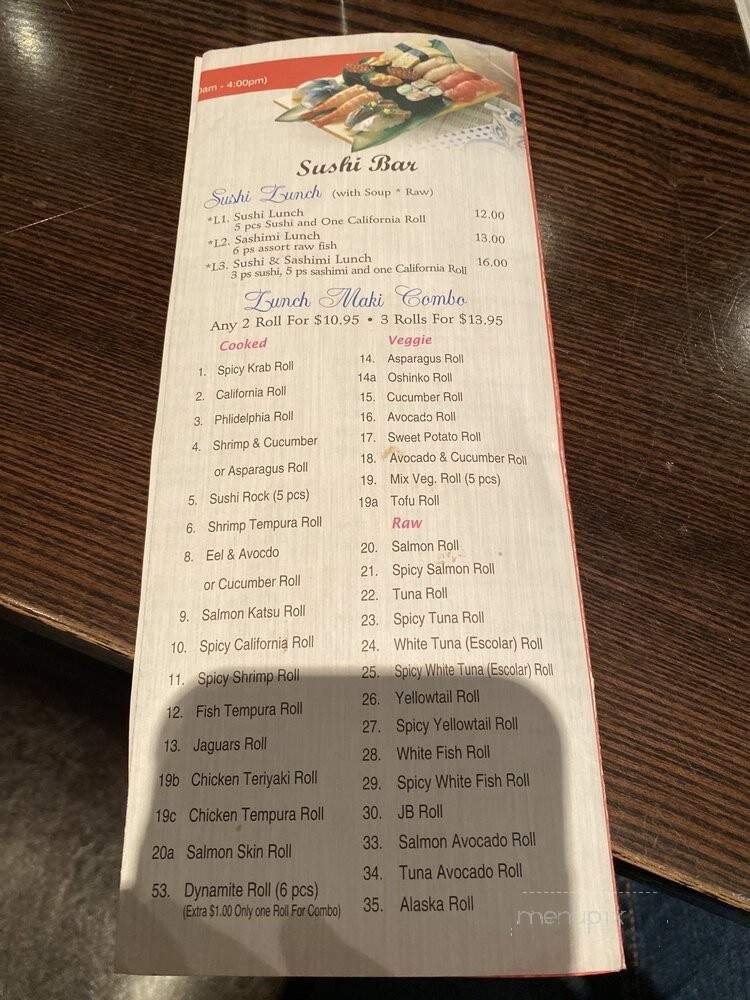 4:00pm)
Sushi Bar
Sushi Lunch (with Soup * Raw)
*L1. Sushi Lunch 12.00
5 pcs Sushi and One California Roll
*L2. Sashimi Lunch 13.00
6 ps assort raw fish
*L3. Sushi & Sashimi Lunch 16.00
3 ps sushi, 5 ps sashimi and one California Roll
Lunch Maki Combo
Any 2 Roll For $10.95 • 3 Rolls For $13.95
Cooked
1. Spicy Krab Roll
2. California Roll
3. Phlidelphia Roll
4. Shrimp & Cucumber
or Asparagus Roll
5. Sushi Rock (5 pcs)
6. Shrimp Tempura Roll
8. Eel & Avocdo
or Cucumber Roll
9. Salmon Katsu Roll
10. Spicy California Roll
11. Spicy Shrimp Roll
12. Fish Tempura Roll
13. Jaguars Roll
19b Chicken Teriyaki Roll
19c Chicken Tempura Roll
20a Salmon Skin Roll
53. Dynamite Roll (6 pcs)
(Extra $1.00 Only one Roll For Combo)
Veggie
14. Asparagus Roll
14a Oshinko Roll
15. Cucumber Roll
16. Avocado Roll
17. Sweet Potato Roll
18. Avocado & Cucumber Roll
19. Mix Veg. Roll (5 pcs)
19a Tofu Roll
Raw
20. Salmon Roll
21. Spicy Salmon Roll
22. Tuna Roll
23. Spicy Tuna Roll
24. White Tuna (Escolar) Roll
25. Spicy White Tuna (Escolar) Roll
26. Yellowtail Roll
27. Spicy Yellowtail Roll
28. White Fish Roll
29. Spicy White Fish Roll
30. JB Roll
33. Salmon Avocado Roll
34. Tuna Avocado Roll
35. Alaska Roll
menupix